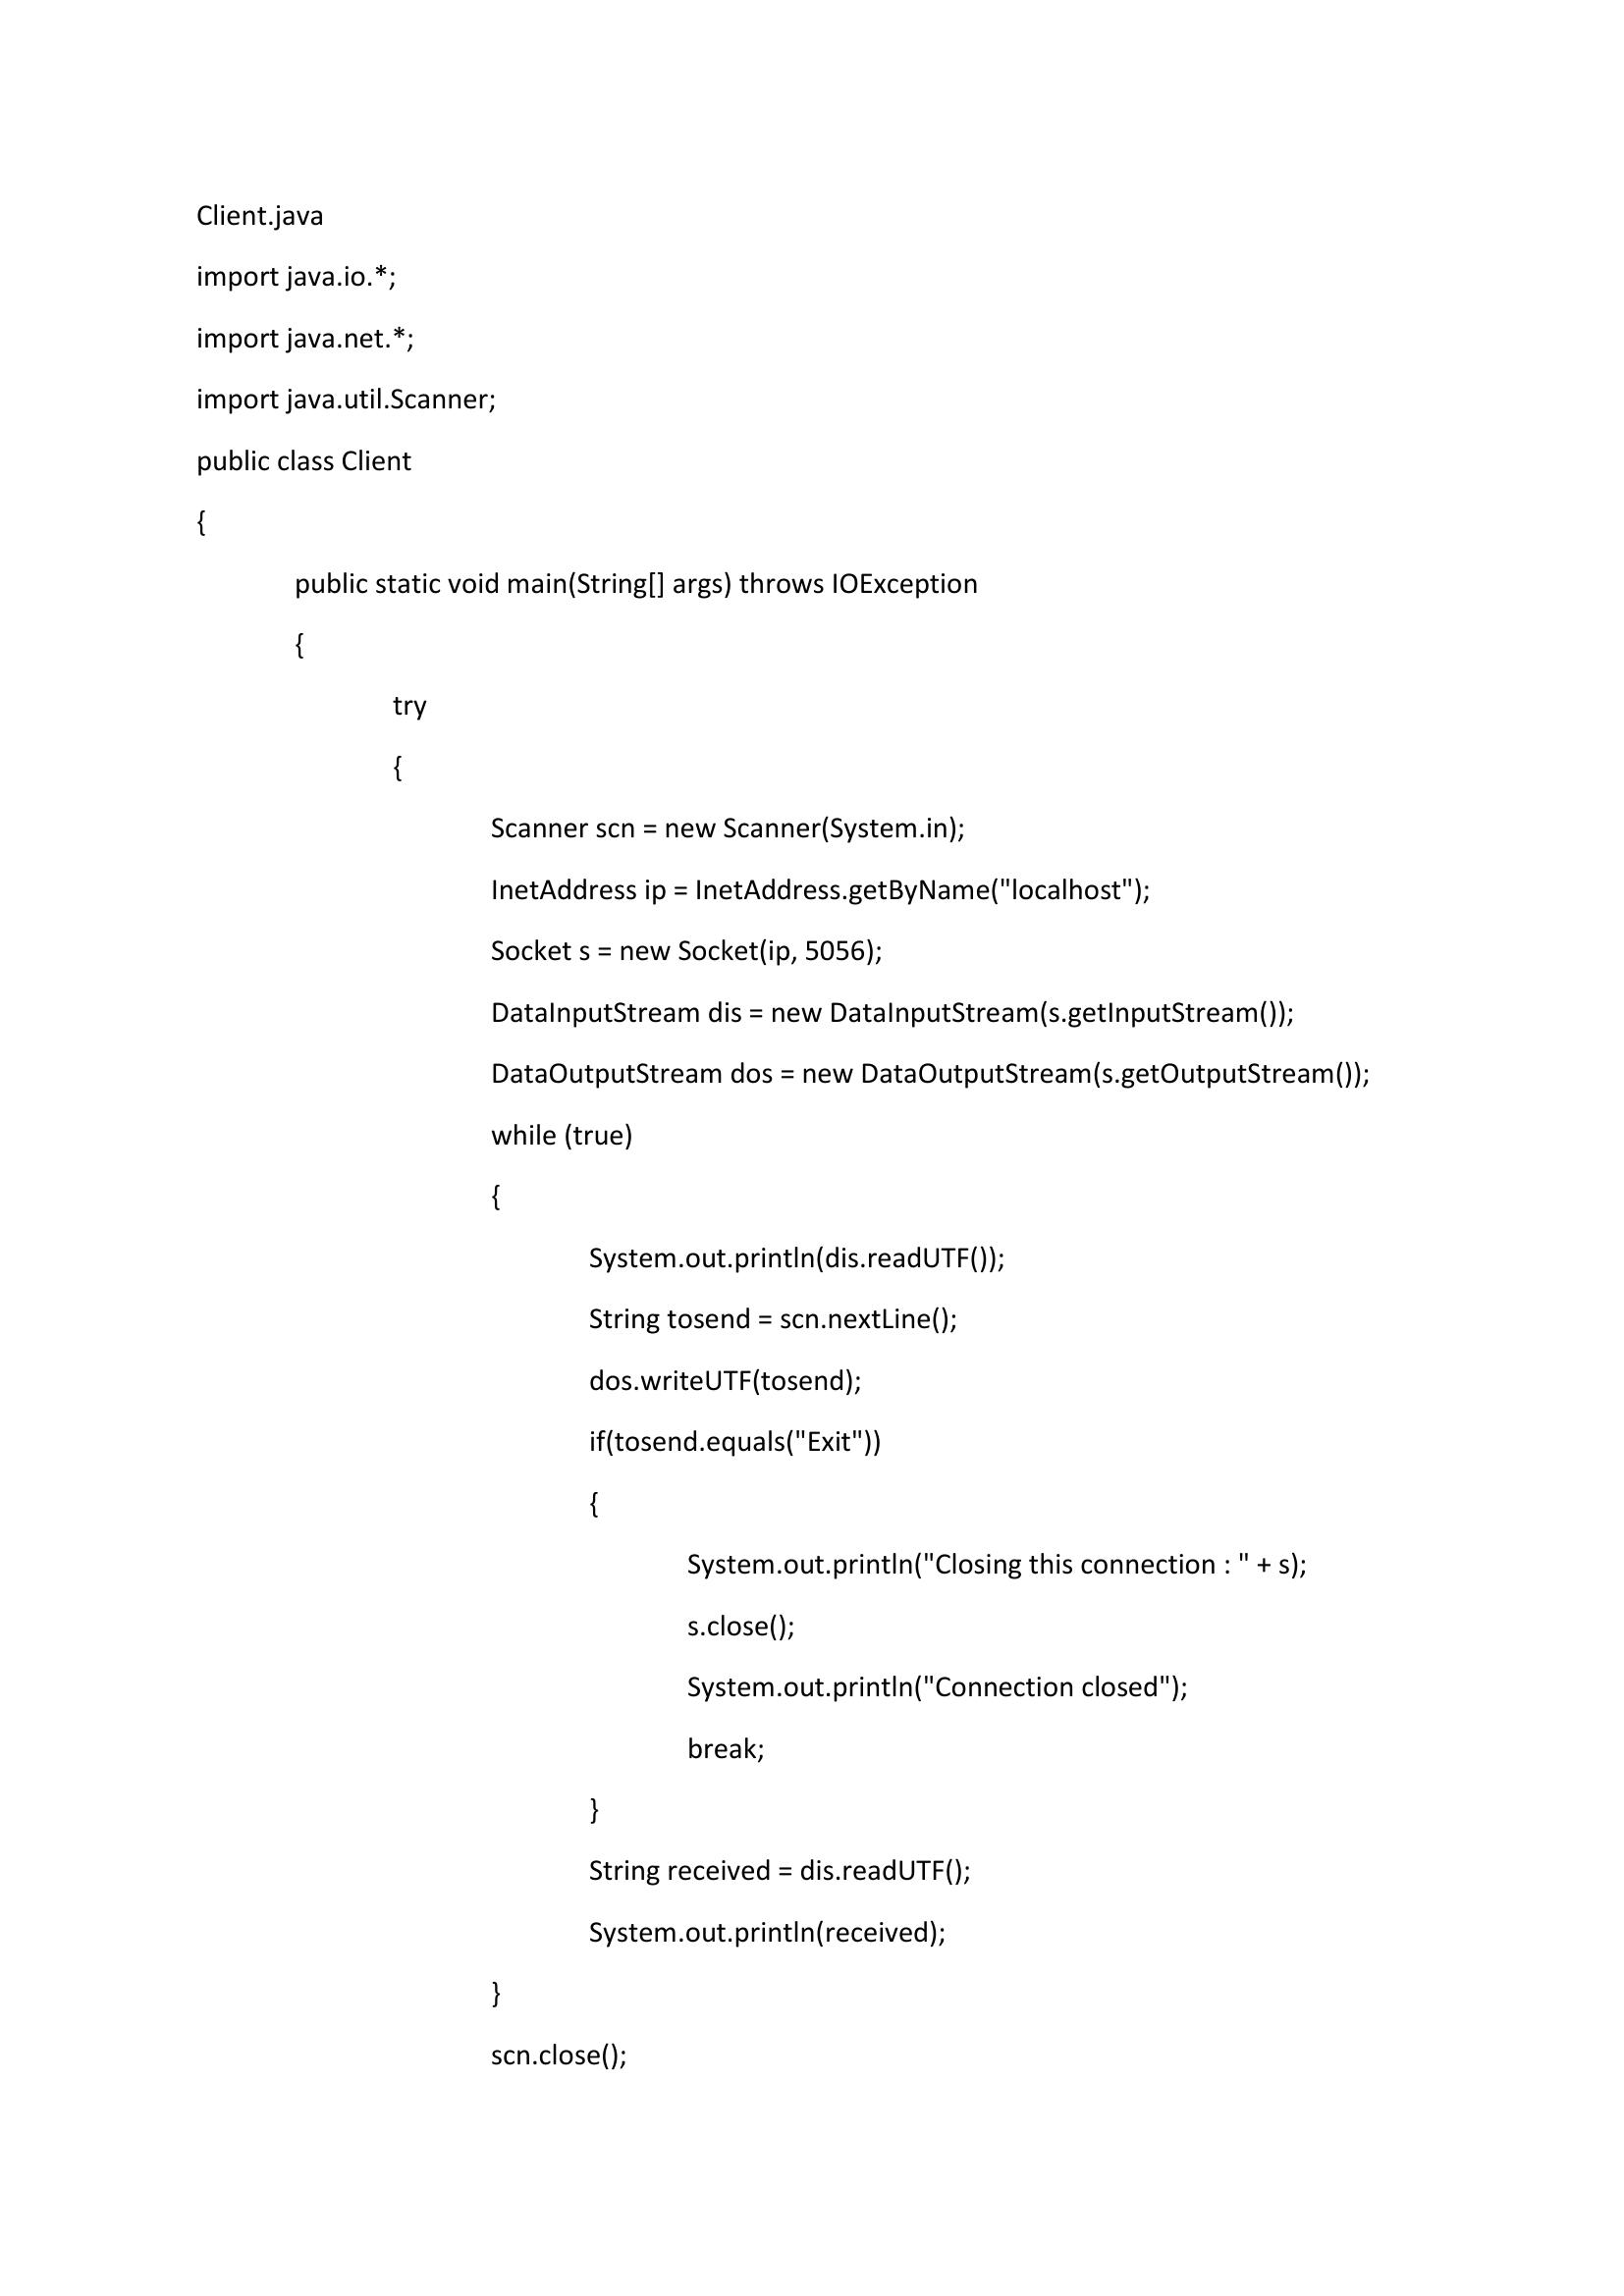 Client.java
import java.io.*;
import java.net.*;
import java.util.Scanner;
public class Client
{
public static void main(String[] args) throws IOException
{
try
{
Scanner scn = new Scanner(System.in);
InetAddress ip = InetAddress.getByName("localhost");
Socket s = new Socket(ip, 5056);
DataInputStream dis = new DataInputStream(s.getInputStream());
DataOutputStream dos = new DataOutputStream(s.getOutputStream());
while (true)
{
System.out.println(dis.readUTF());
String tosend = scn.nextLine();
dos.writeUTF(tosend);
if(tosend.equals("Exit"))
{
System.out.println("Closing this connection : " + s);
s.close();
System.out.println("Connection closed");
break;
}
String received = dis.readUTF();
System.out.println(received);
}
scn.close();